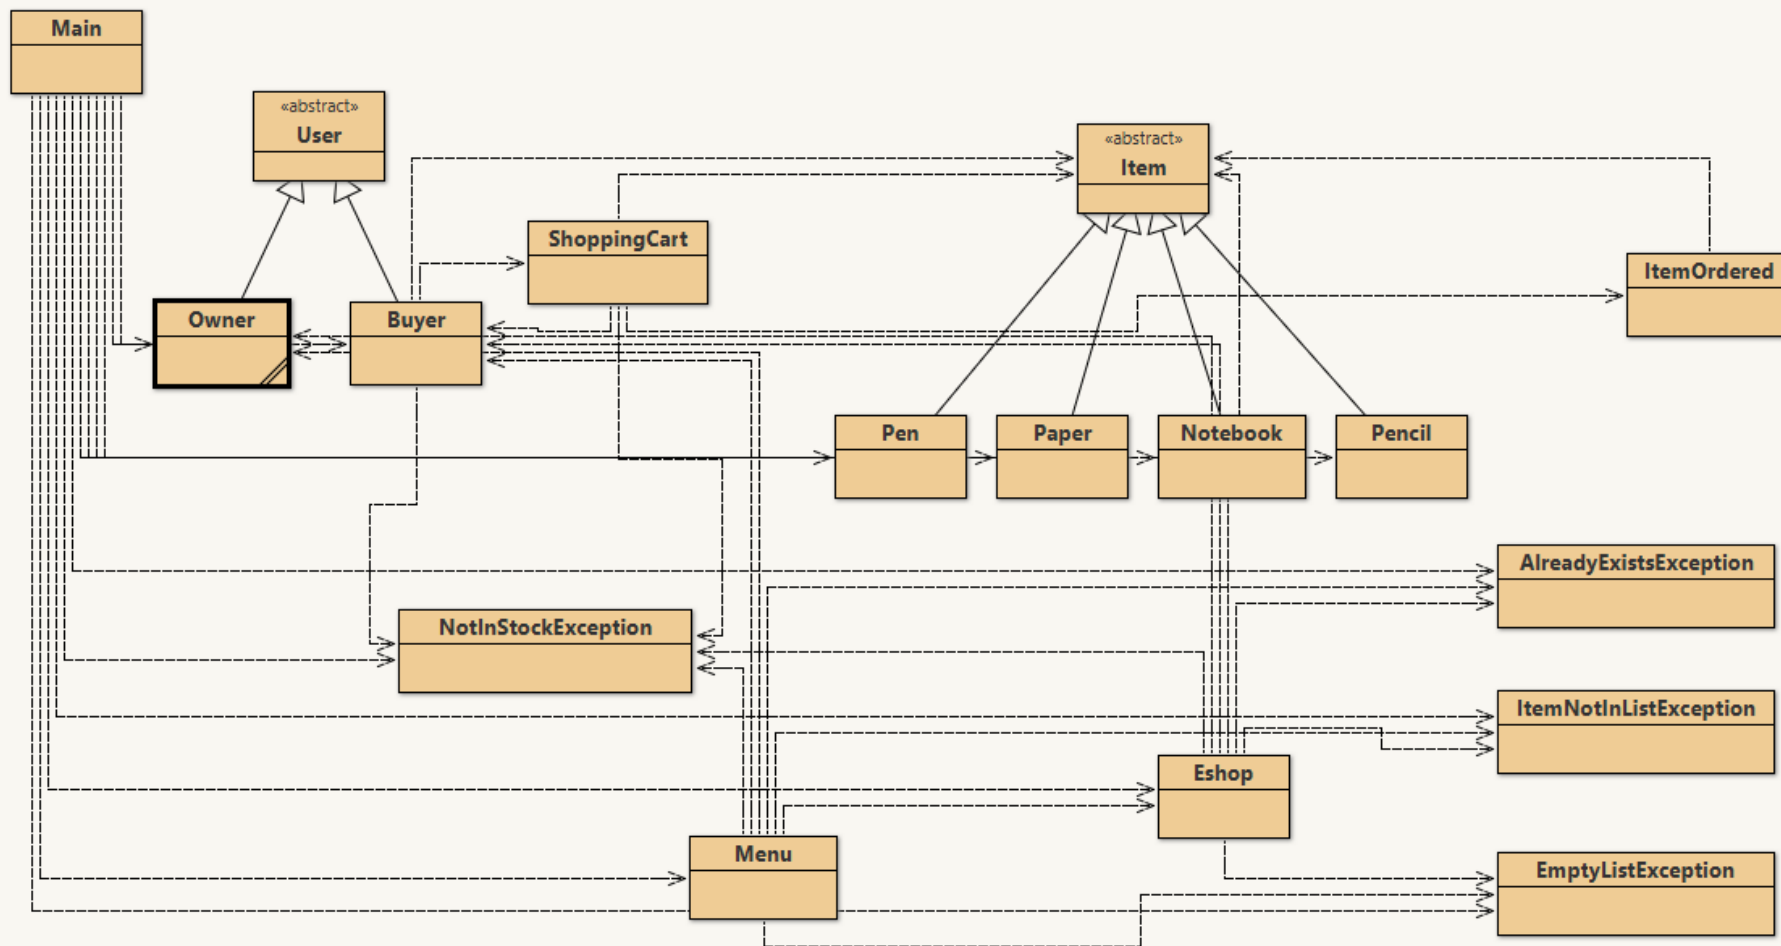 Main
«abstract»
User
«abstract»
Item
ShoppingCart
ItemOrdered
Owner
Buyer
Pen
Paper
Notebook
Pencil
AlreadyExistsException
NotInStockException
ItemNotInListException
Eshop
Menu
EmptyListException